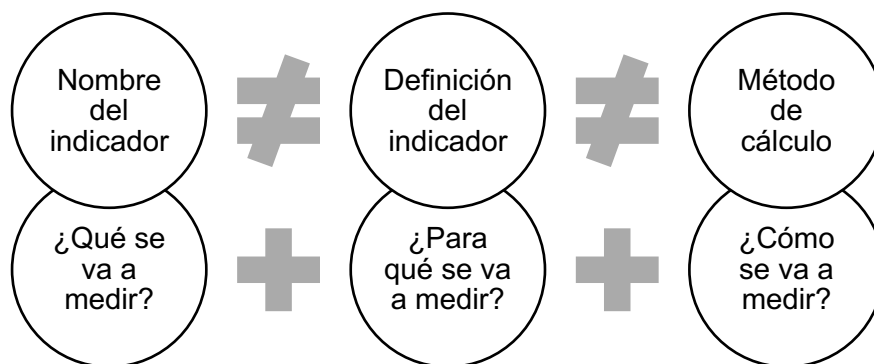 Nombre
del
indicador
≠
Definición
del
indicador
≠
Método
de
cálculo
¿Qué se
va a
medir?
+
¿Para
qué se va
a medir?
+
¿Cómo
se va a
medir?